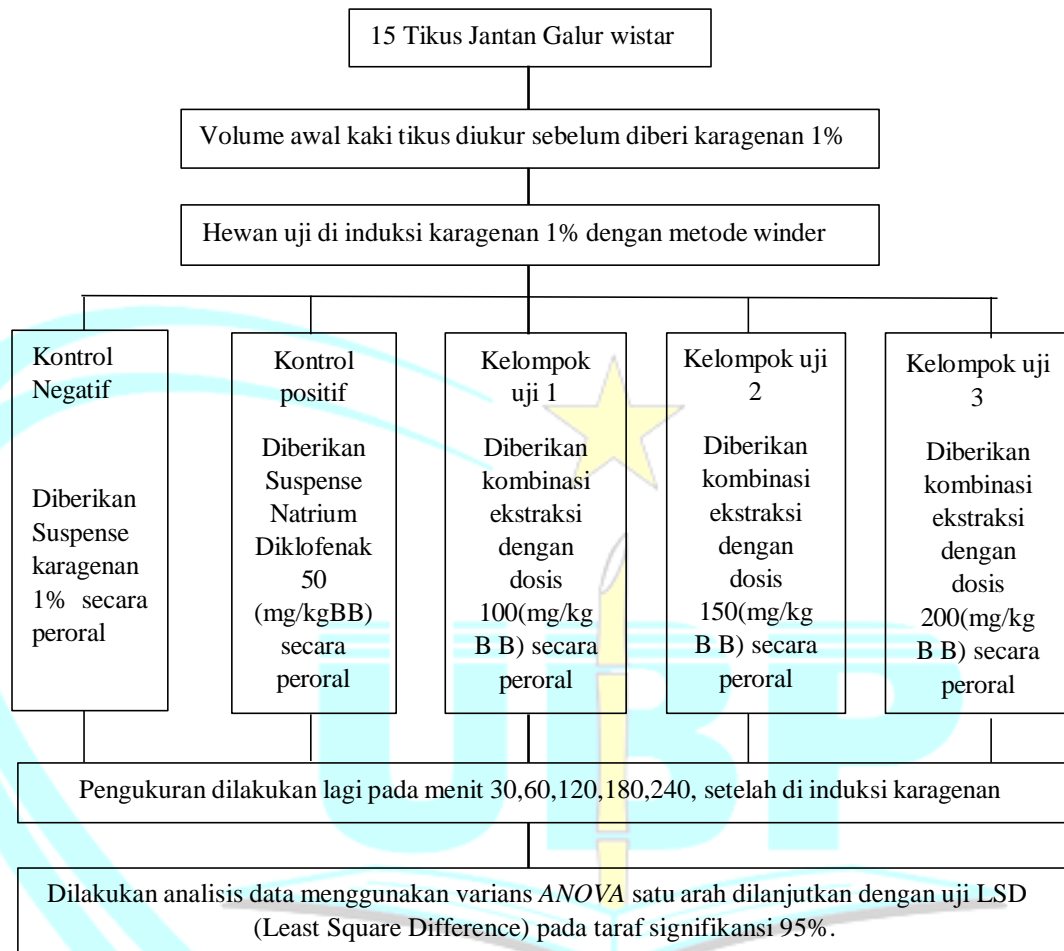 15 Tikus Jantan Galur wistar
Volume awal kaki tikus diukur sebelum diberi karagenan 1%
Hewan uji di induksi karagenan 1% dengan metode winder
Kontrol
Negatif
Diberikan
Suspense
karagenan
1% secara
peroral
Kontrol
positif
Diberikan
Suspense
Natrium
Diklofenak
50
(mg/kgBB)
secara
peroral
Kelompok
uji 1
Diberikan
kombinasi
ekstraksi
dengan
dosis
100(mg/kg
B B) secara
peroral
Kelompok uji
2
Diberikan
kombinasi
ekstraksi
dengan
dosis
150(mg/kg
B B) secara
peroral
Kelompok uji
3
Diberikan
kombinasi
ekstraksi
dengan
dosis
200(mg/kg
B B) secara
peroral
UBP
Pengukuran dilakukan lagi pada menit 30,60,120,180,240, setelah di induksi karagenan
Dilakukan analisis data menggunakan varians ANOVA satu arah dilanjutkan dengan uji LSD
(Least Square Difference) pada taraf signifikansi 95%.